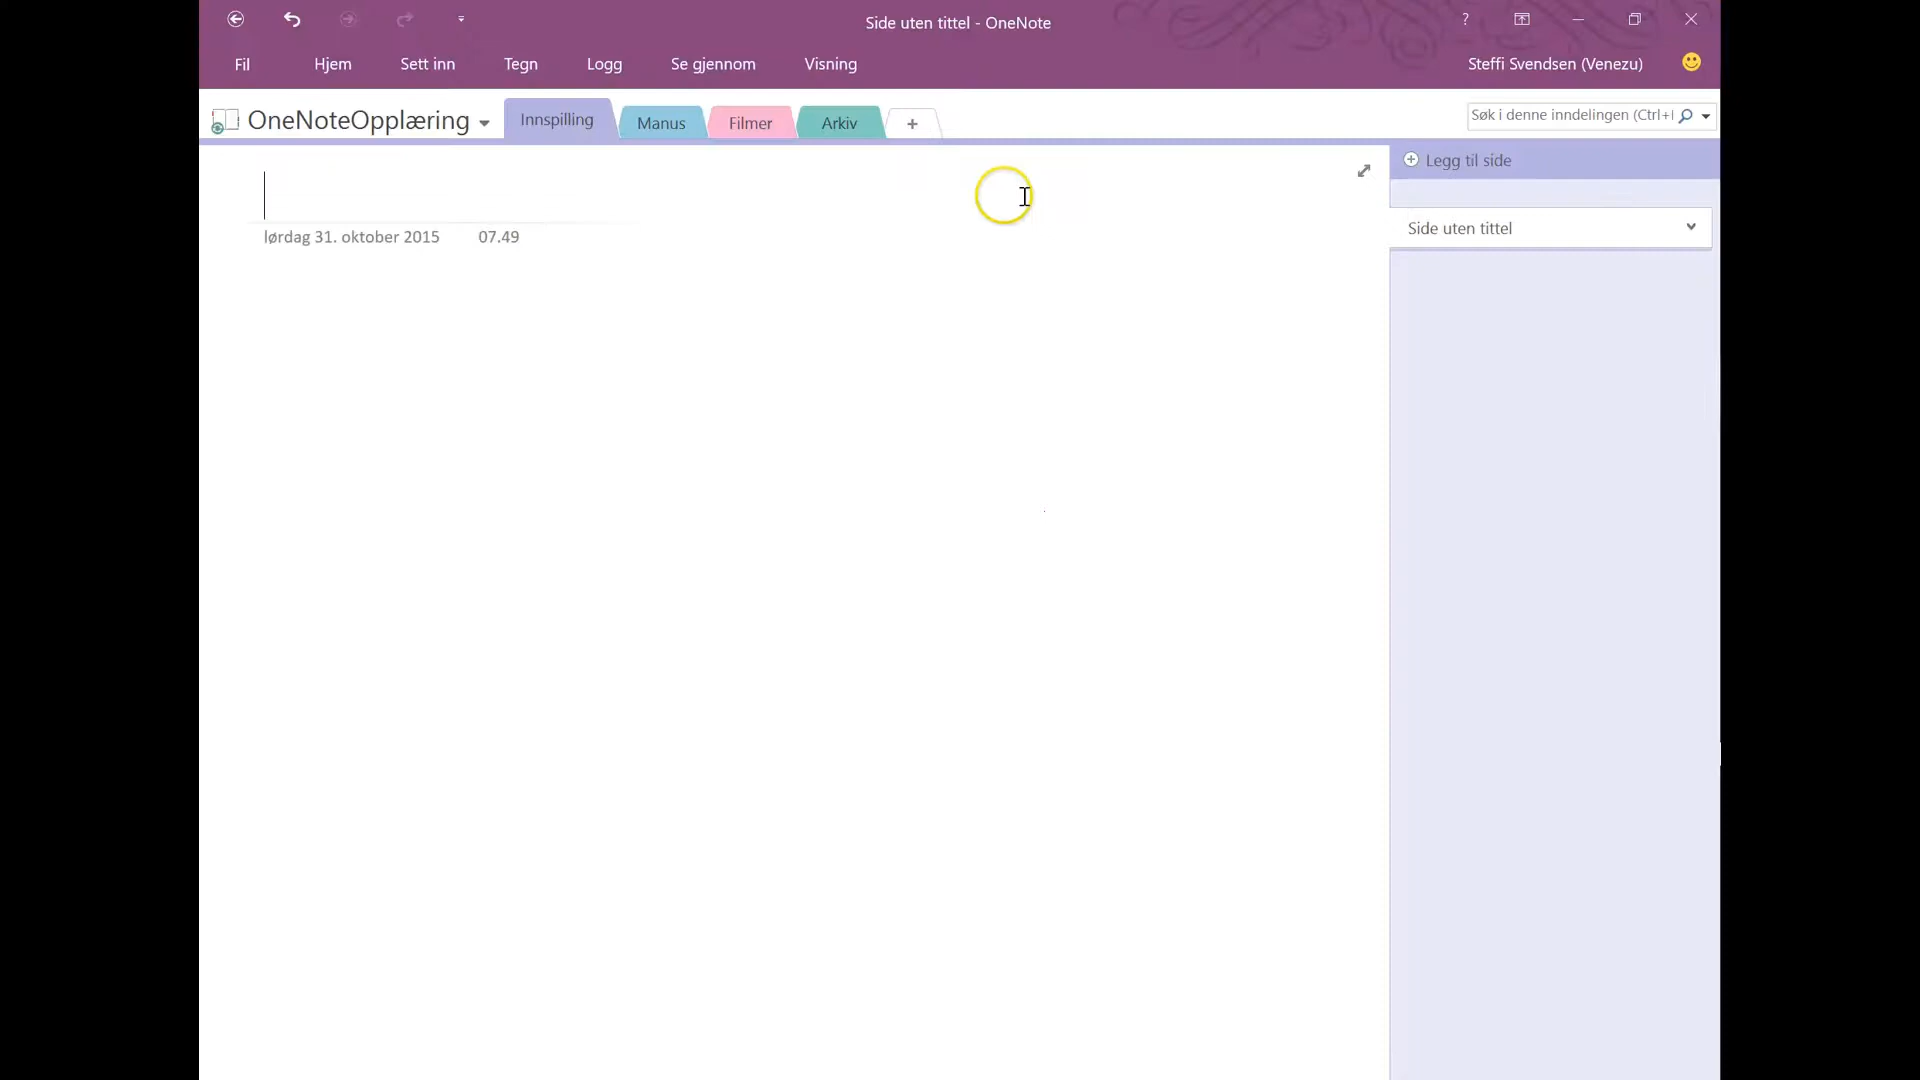 Side uten tittel - OneNote
?
Fil Hjem Sett inn Tegn Logg Se gjennom Visning Steffi Svendsen (Venezu)
OneNoteOpplæring Innspilling Manus Filmer Arkiv + Søk i denne inndelingen (Ctrl+
Legg til side
Side uten tittel
lørdag 31. oktober 2015 07.49